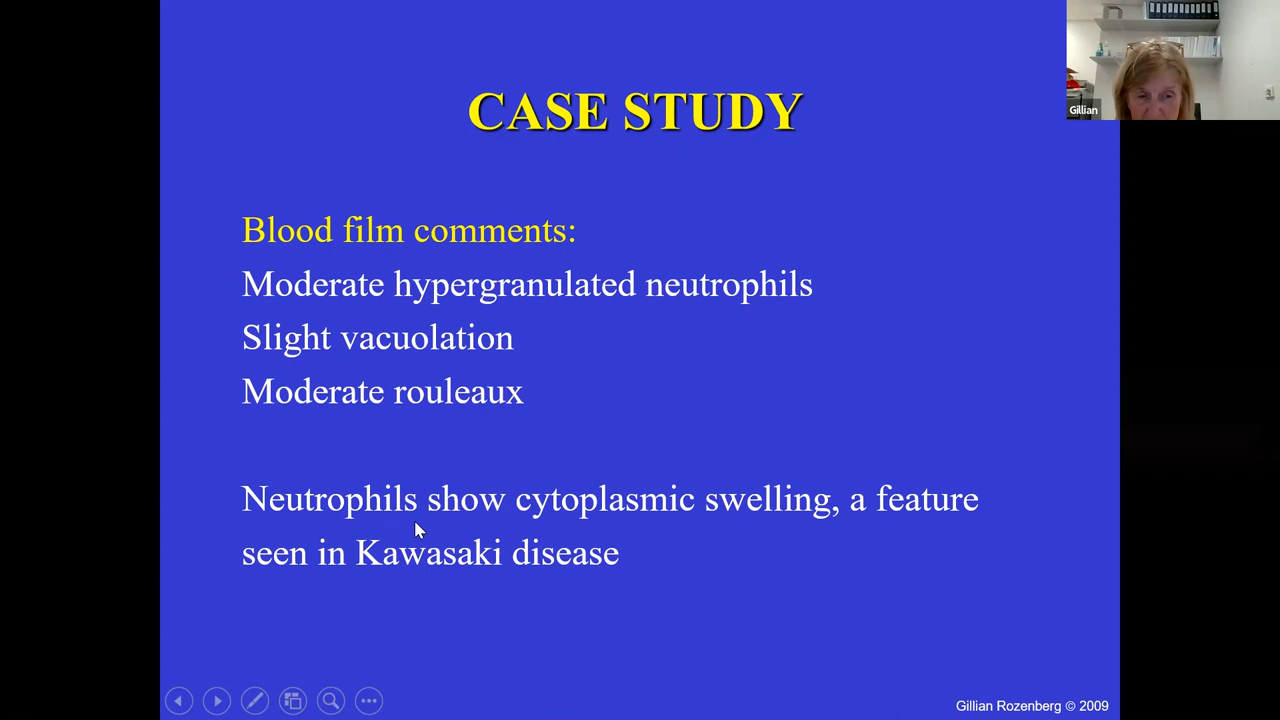 Gillian
CASE STUDY
Blood film comments:
Moderate hypergranulated neutrophils
Slight vacuolation
Moderate rouleaux
Neutrophils show cytoplasmic swelling, a feature
seen in Kawasaki disease
Gillian Rozenberg © 2009